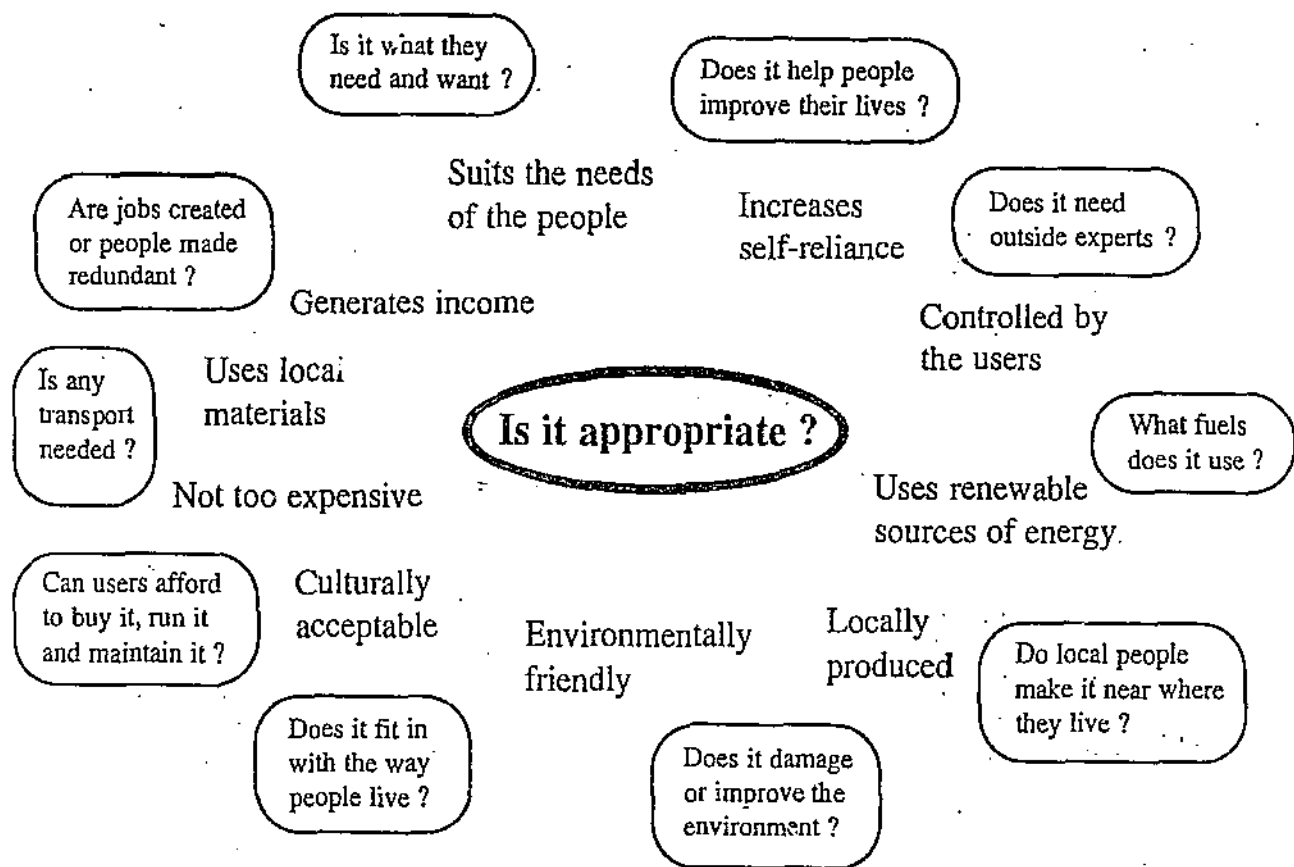 Is it what they
need and want ?
Does it help people
improve their lives ?
Suits the needs
of the people
Increases
self-reliance
Does it need
outside experts ?
Are jobs created
or people made
redundant ?
Generates income
Controlled by
the users
Is any
transport
needed ?
Uses local
materials
Is it appropriate ?
What fuels
does it use ?
Not too expensive
Uses renewable
sources of energy.
Can users afford
to buy it, run it
and maintain it ?
Culturally
acceptable
Environmentally
friendly
Locally
produced
Do local people
make it near where
they live ?
Does it fit in
with the way
people live ?
Does it damage
or improve the
environment ?